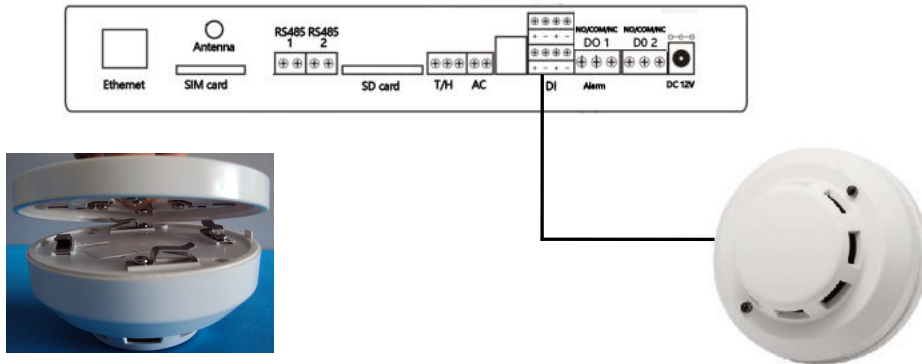 Antenna
Ethernet
SIM card
RS485 RS485
1 2
SD card
T/H
AC
+ - + -
+ - + -
DI
NO/COM/NC
DO 1
Alarm
NO/COM/NC
D0 2
DC 12V